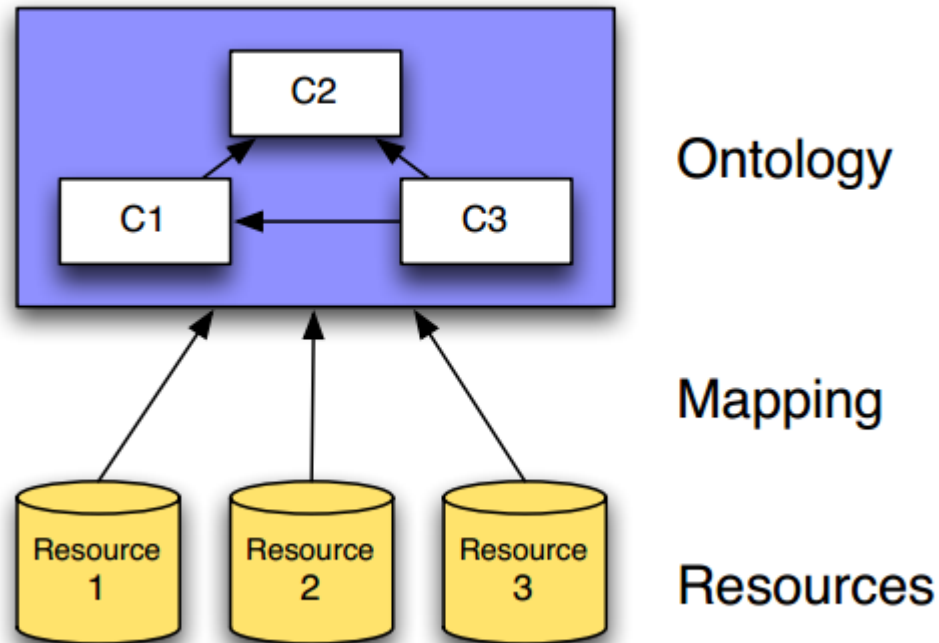 C2
Ontology
C1
C3
Mapping
Resource
1
Resource
2
Resource
3
Resources